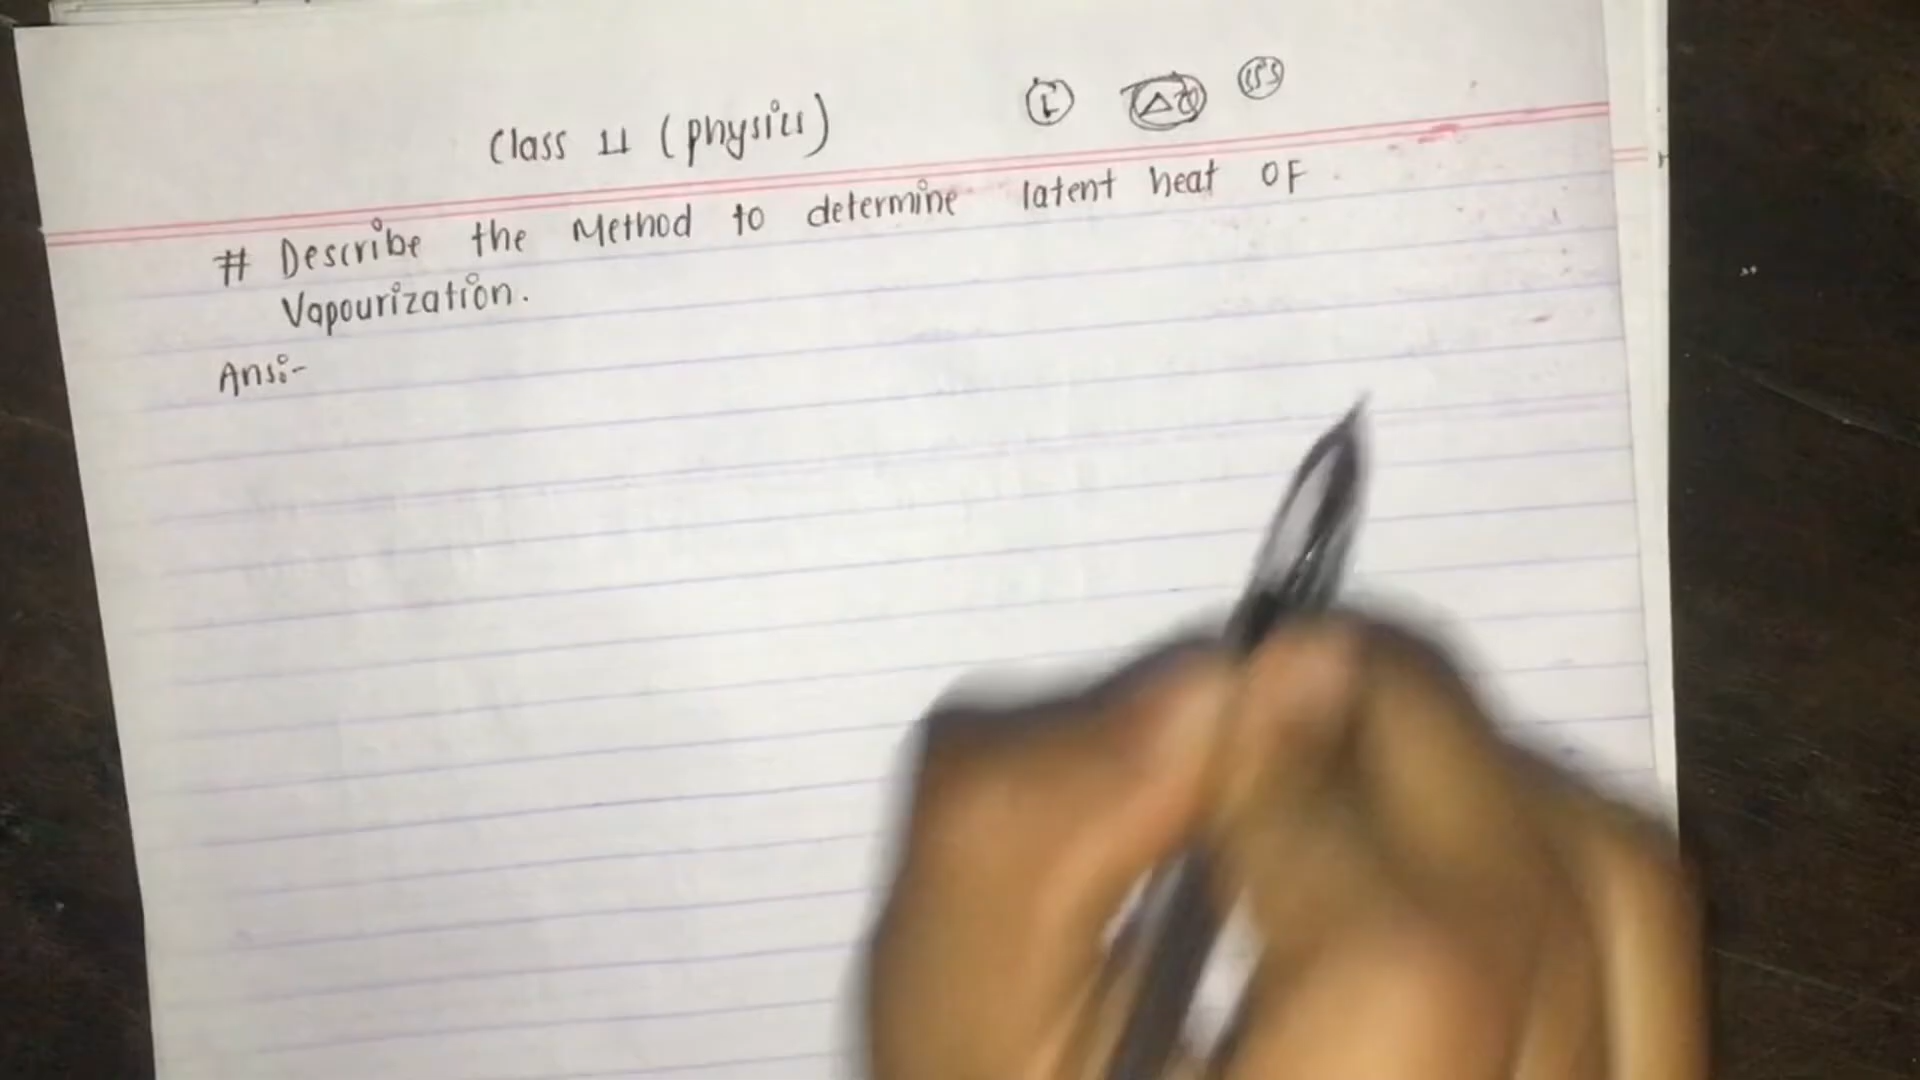 Class 11 (physics)
L
# Describe the Method to determine latent heat OF
Vapourization.
Ans:-